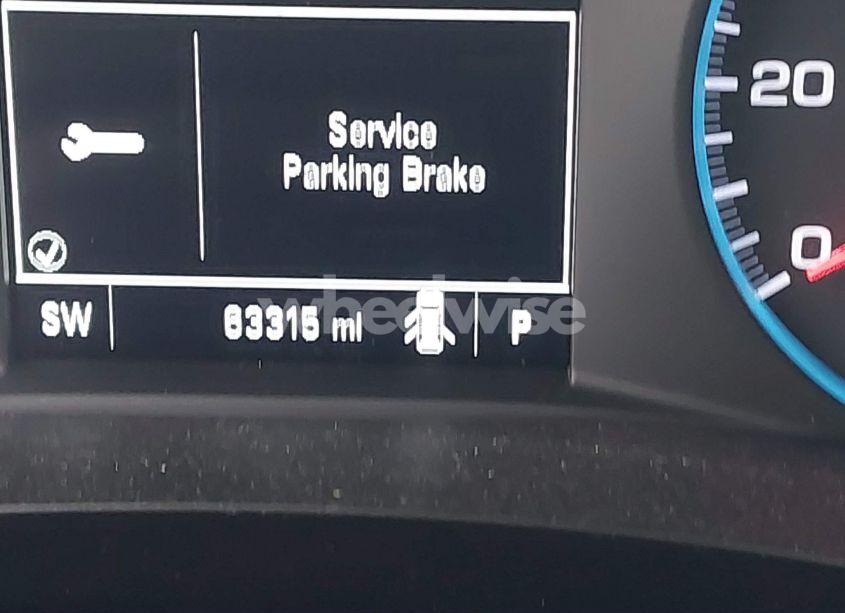 20
Service
Parking Brake
0
SW 63315 mi P
wheelwise